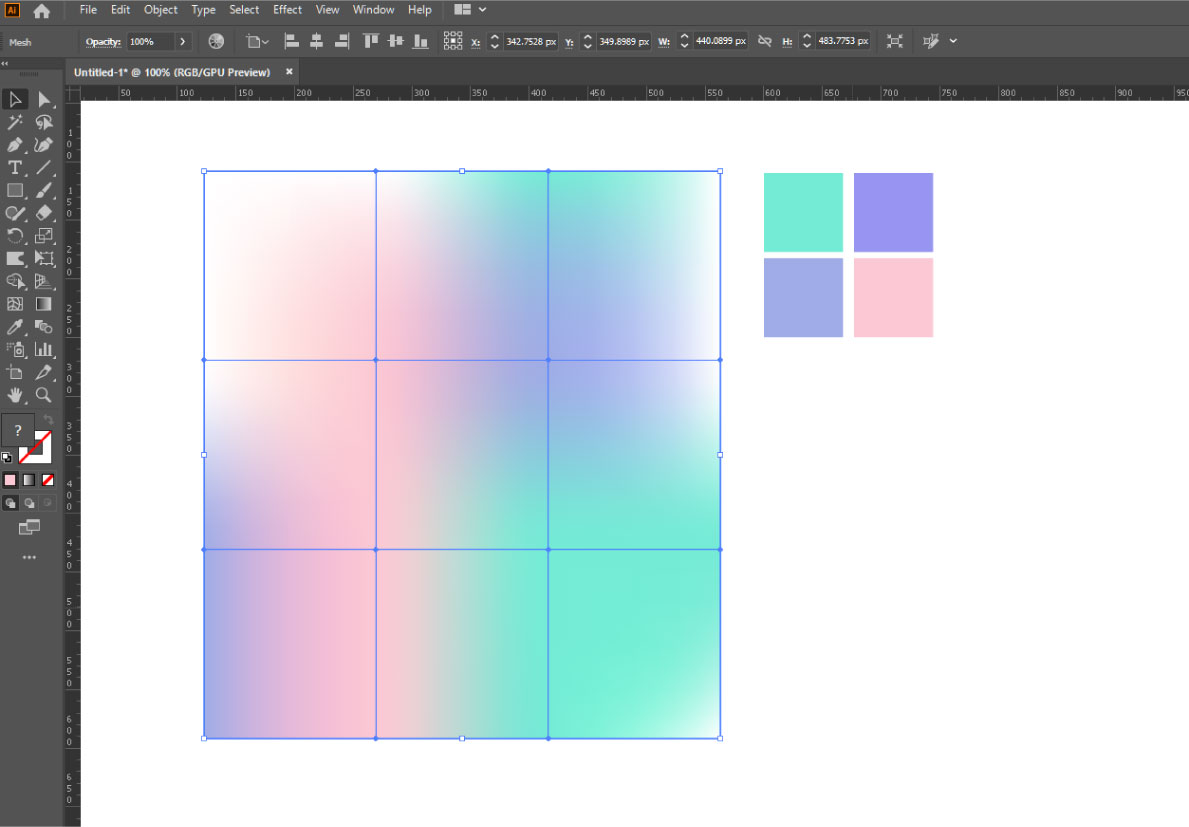 Ai File Edit Object Type Select Effect View Window Help
Mesh Opacity: 100% X: 342.7528 px Y: 349.8989 px W: 440.0899 px H: 483.7753 px
Untitled-1* @ 100% (RGB/GPU Preview) ×
50 100 150 200 250 300 350 400 450 500 550 600 650 700 750 800 850 900 950
100
150
200
250
300
350
400
450
500
550
600
650
T
?